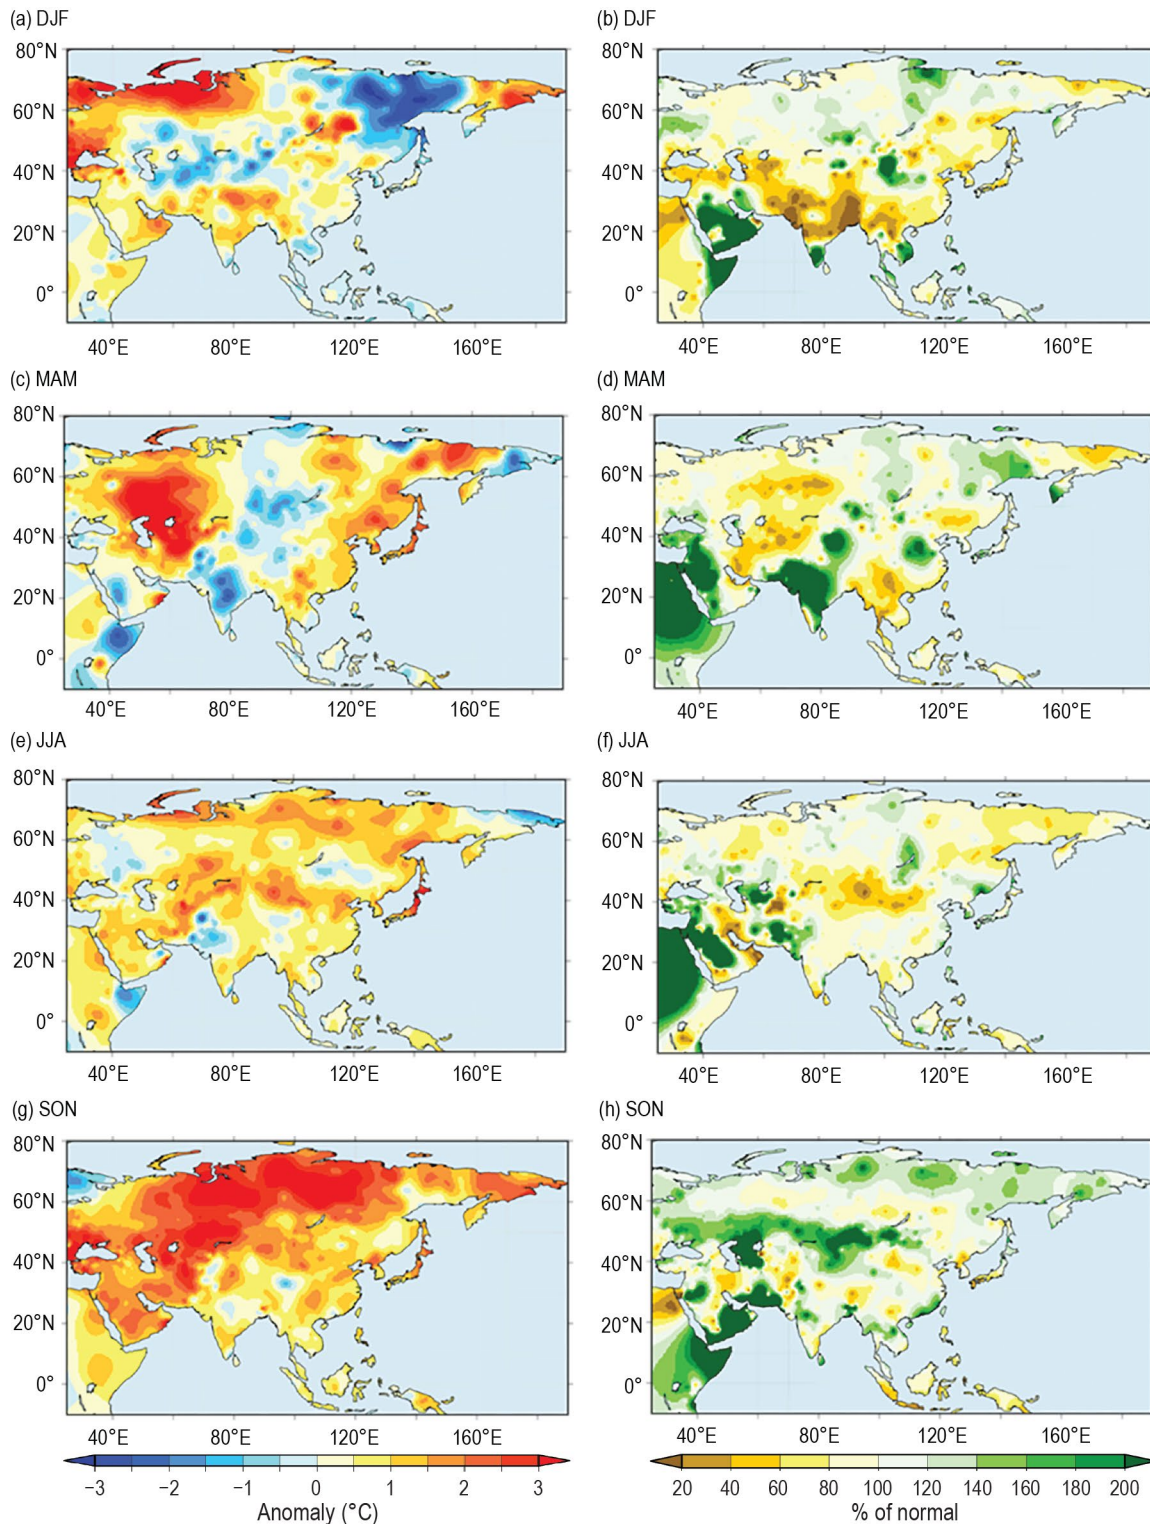 (a) DJF
(b) DJF
80°N
60°N
40°N
20°N
0°
40°E 80°E 120°E 160°E
80°N
60°N
40°N
20°N
0°
40°E 80°E 120°E 160°E
(c) MAM
(d) MAM
80°N
60°N
40°N
20°N
0°
40°E 80°E 120°E 160°E
80°N
60°N
40°N
20°N
0°
40°E 80°E 120°E 160°E
(e) JJA
(f) JJA
80°N
60°N
40°N
20°N
0°
40°E 80°E 120°E 160°E
80°N
60°N
40°N
20°N
0°
40°E 80°E 120°E 160°E
(g) SON
(h) SON
80°N
60°N
40°N
20°N
0°
40°E 80°E 120°E 160°E
80°N
60°N
40°N
20°N
0°
40°E 80°E 120°E 160°E
−3 −2 −1 0 1 2 3
Anomaly (°C)
20 40 60 80 100 120 140 160 180 200
% of normal